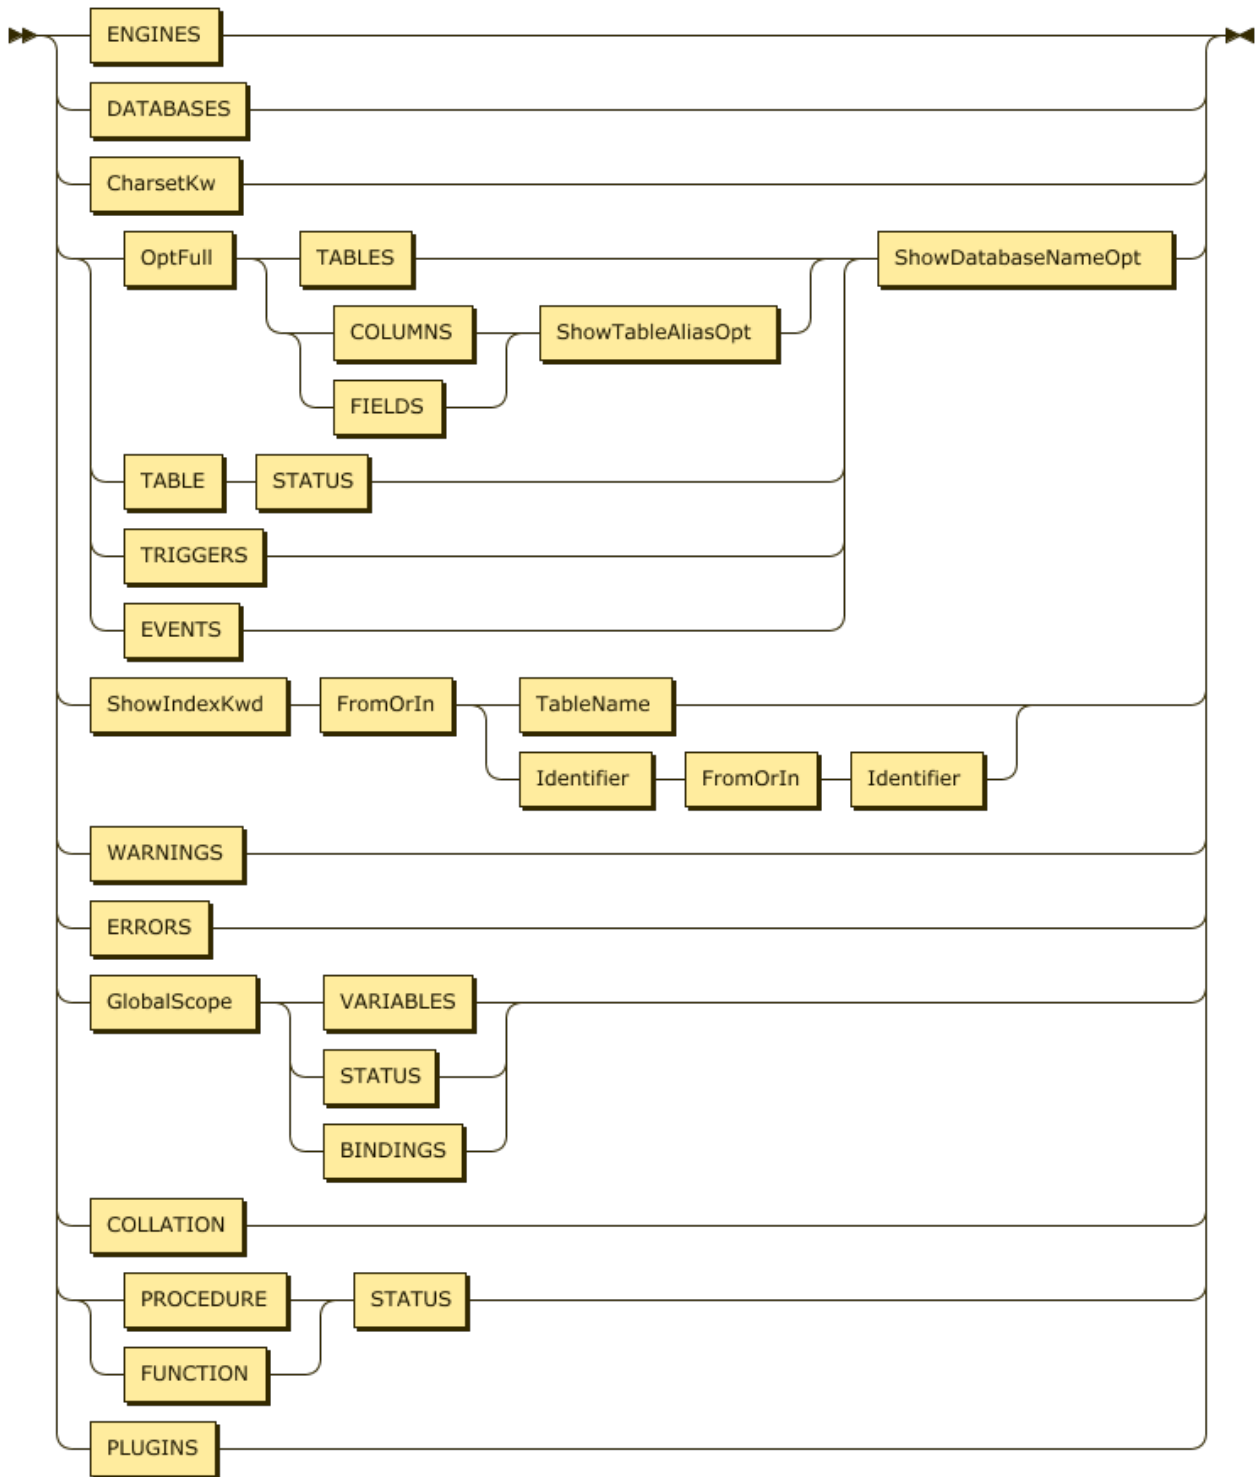 ENGINES
DATABASES
CharsetKw
OptFull TABLES ShowDatabaseNameOpt
COLUMNS ShowTableAliasOpt
FIELDS
TABLE STATUS
TRIGGERS
EVENTS
ShowIndexKwd FromOrIn TableName
Identifier FromOrIn Identifier
WARNINGS
ERRORS
GlobalScope VARIABLES
STATUS
BINDINGS
COLLATION
PROCEDURE STATUS
FUNCTION
PLUGINS